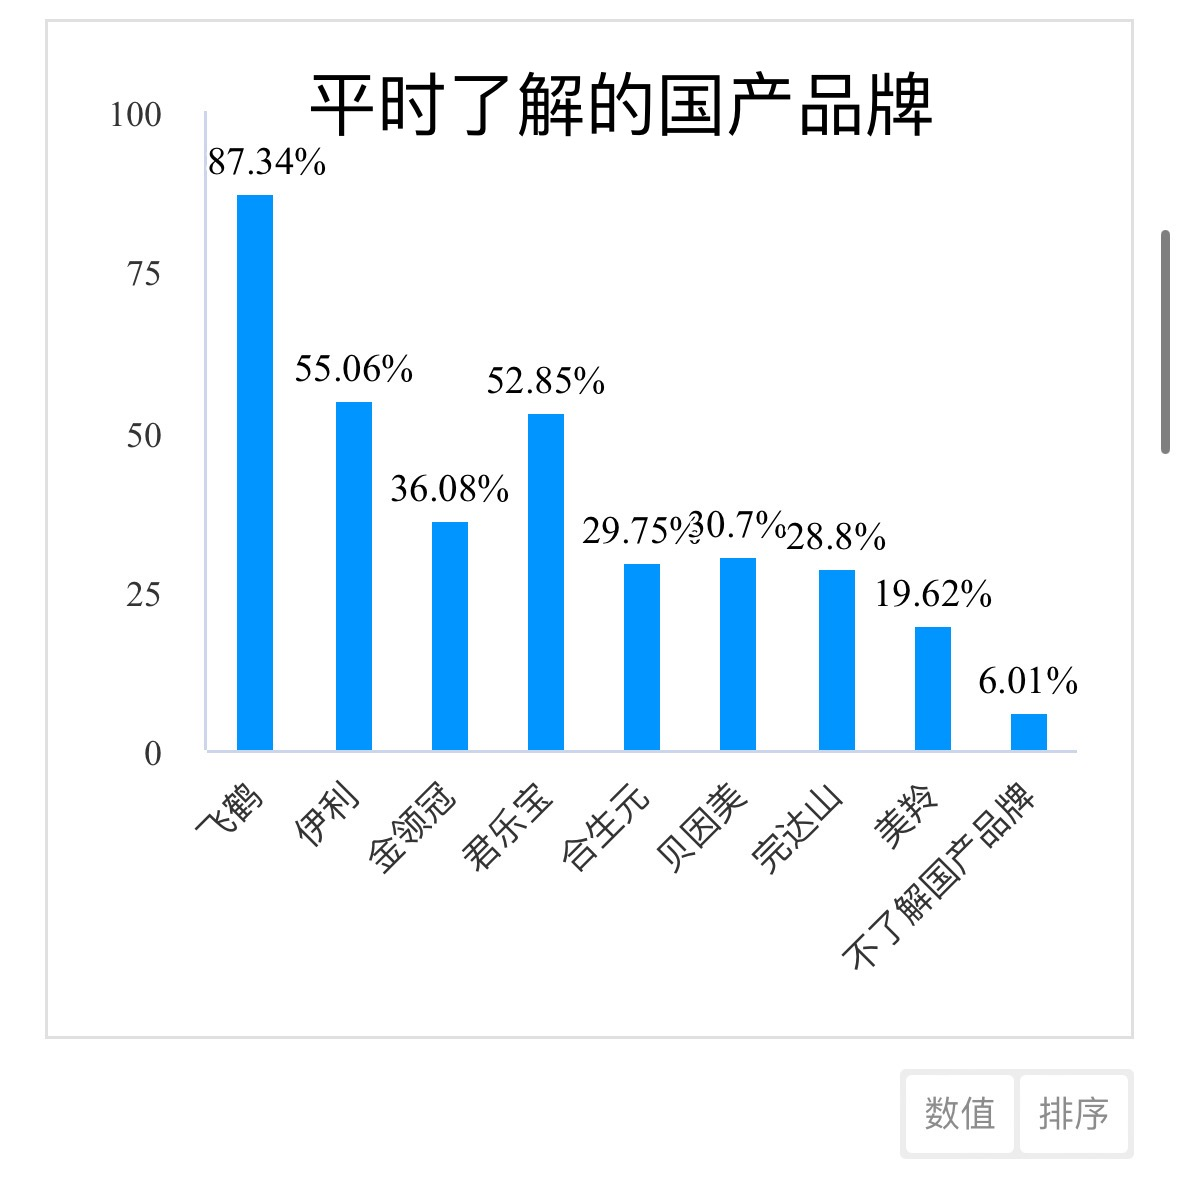 平时了解的国产品牌
100
75
50
25
0
87.34%
55.06%
36.08%
52.85%
29.75%
30.7%
28.8%
19.62%
6.01%
飞鹤
伊利
金领冠
君乐宝
合生元
贝因美
完达山
美羚
不了解国产品牌
数值
排序